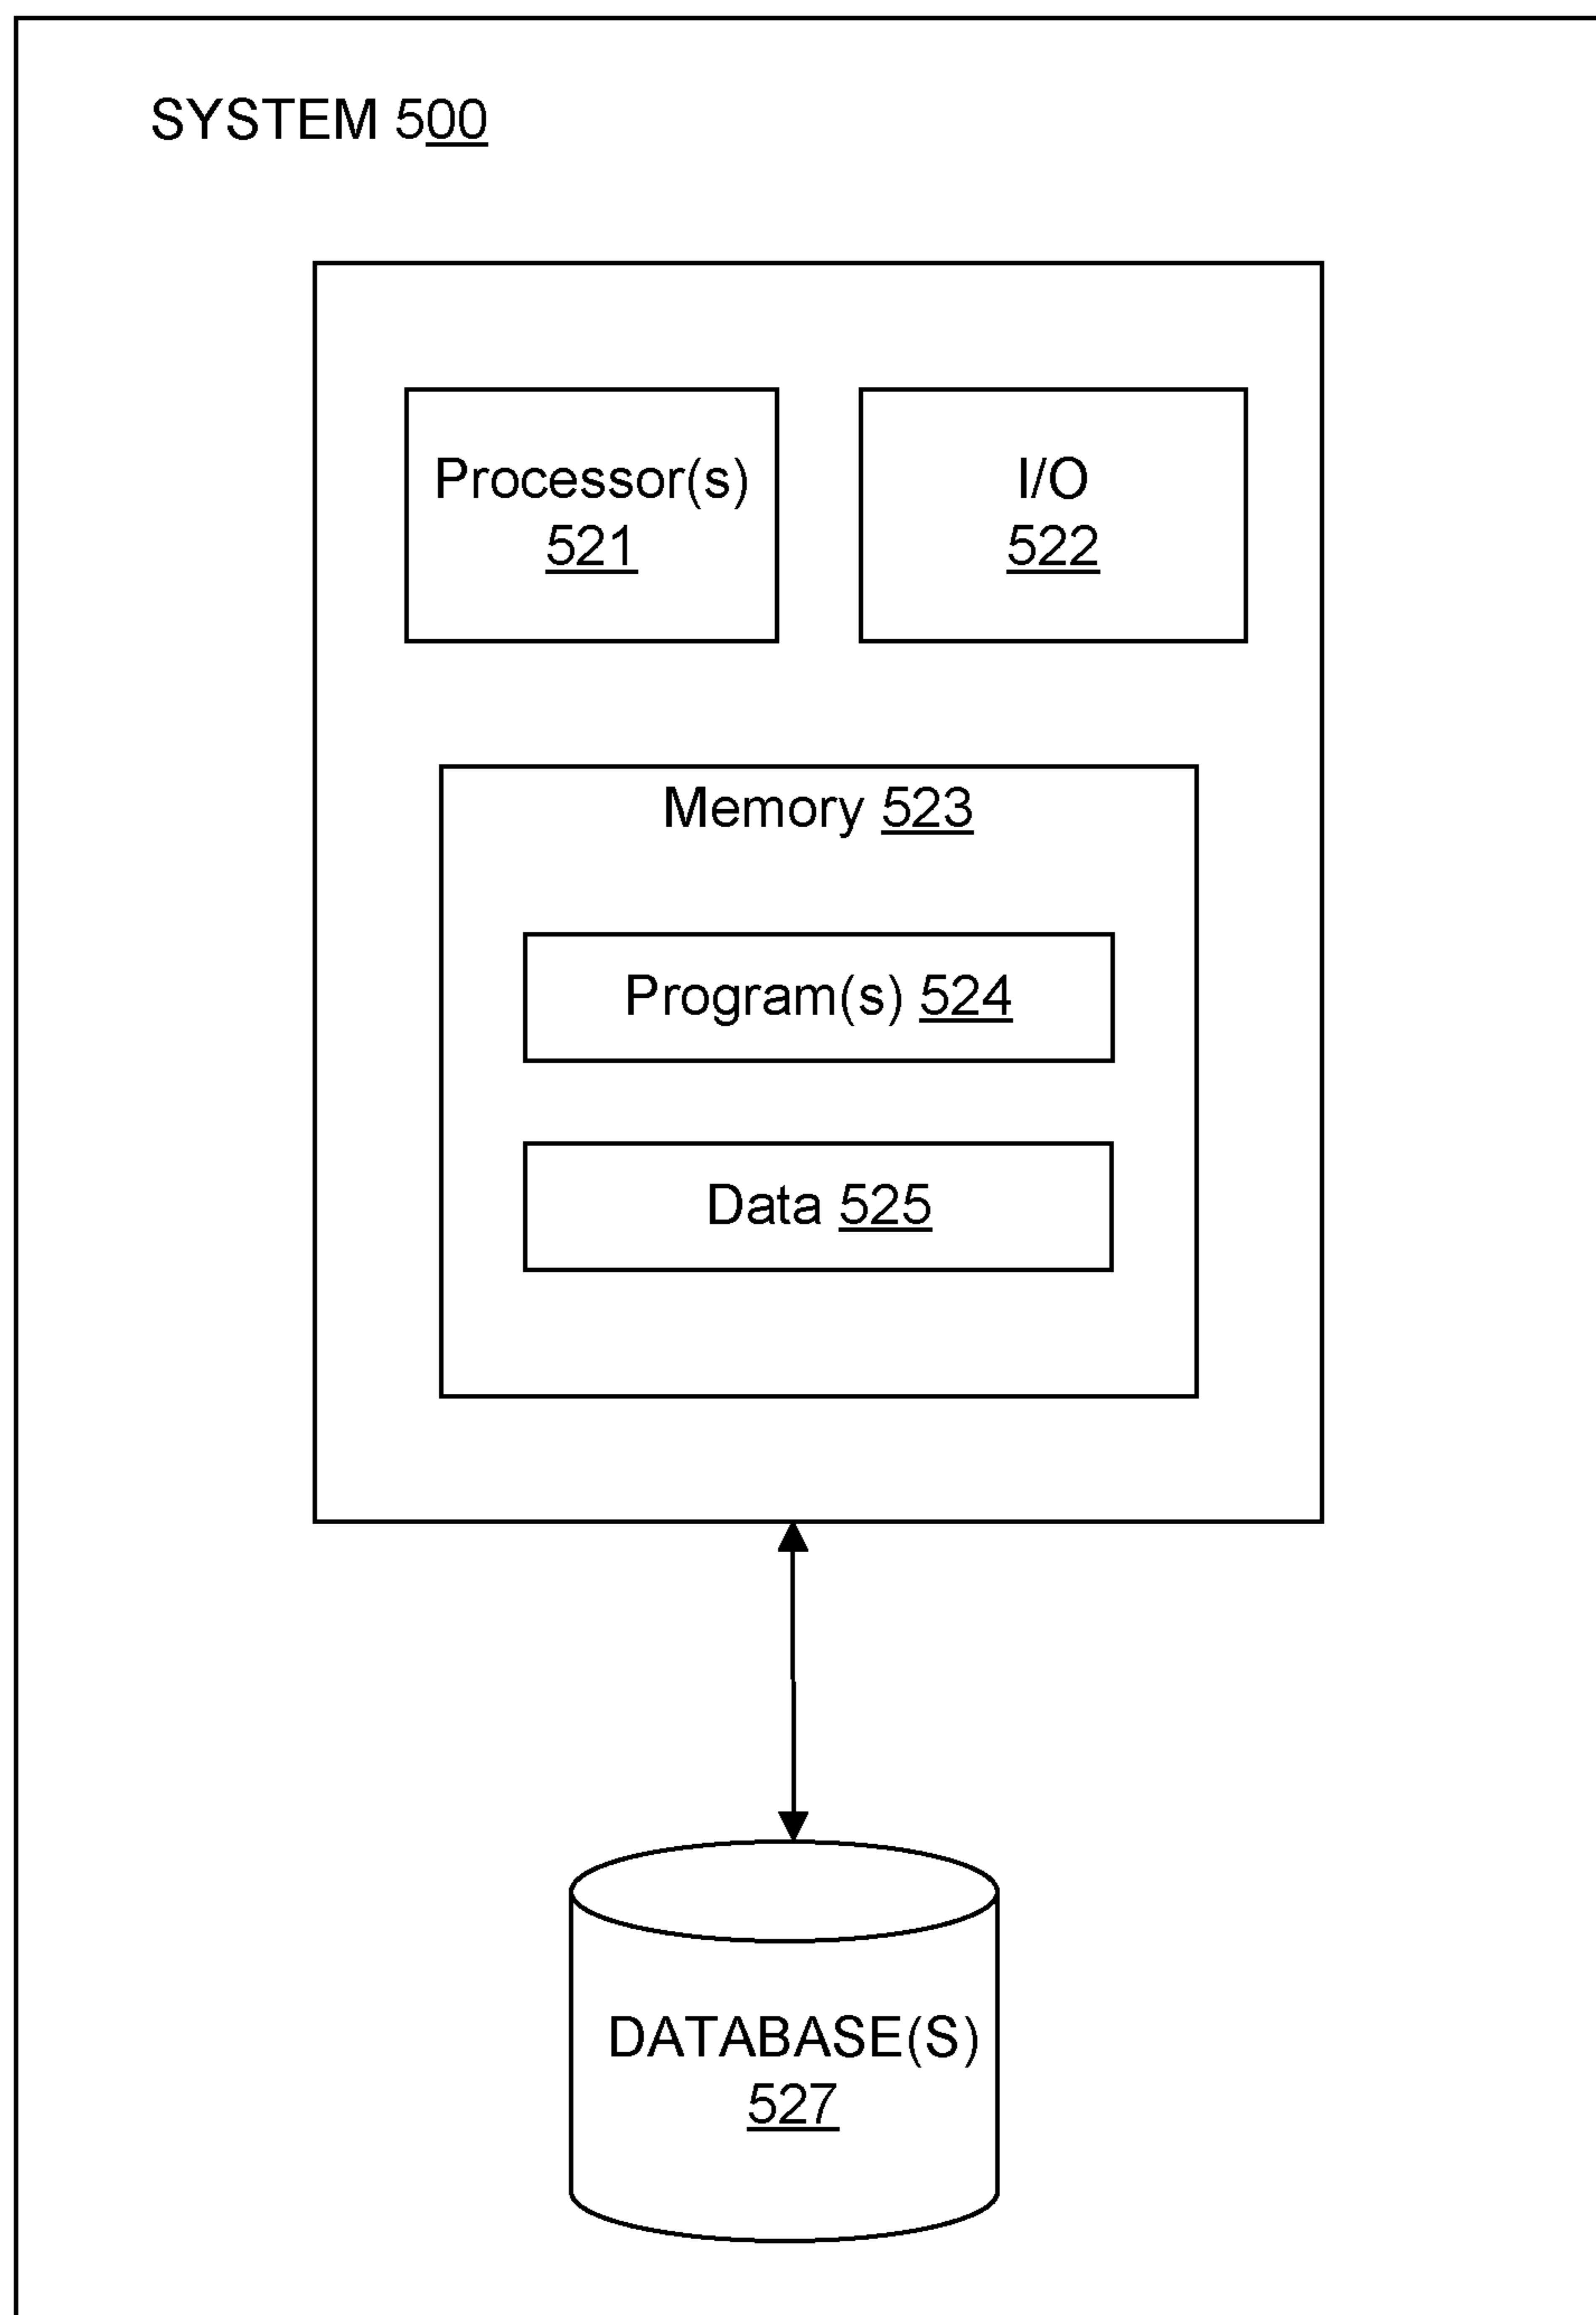 SYSTEM 500
Processor(s)
521
I/O
522
Memory 523
Program(s) 524
Data 525
DATABASE(S)
527